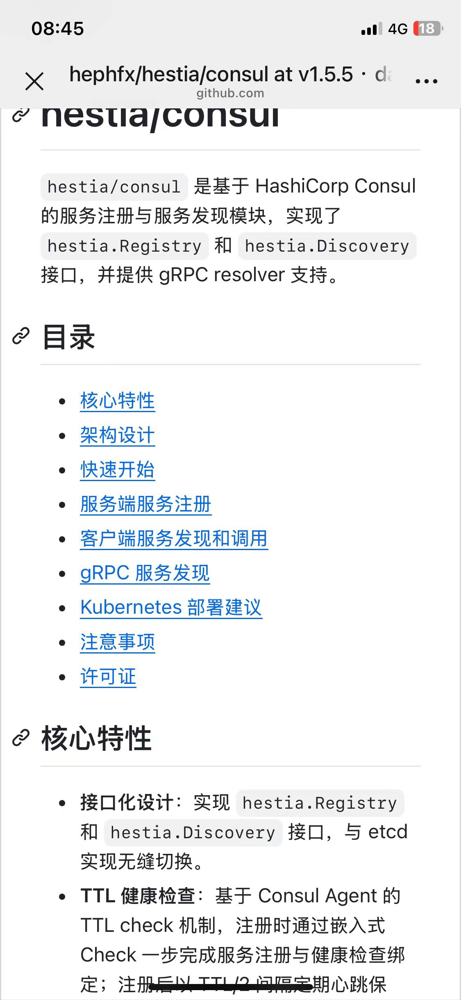 08:45
4G 18
hephfx/hestia/consul at v1.5.5 · da
github.com
hestia/consul
hestia/consul 是基于 HashiCorp Consul
的服务注册与服务发现模块，实现了
hestia.Registry 和 hestia.Discovery
接口，并提供 gRPC resolver 支持。
目录
核心特性
架构设计
快速开始
服务端服务注册
客户端服务发现和调用
gRPC 服务发现
Kubernetes 部署建议
注意事项
许可证
核心特性
接口化设计：实现 hestia.Registry
和 hestia.Discovery 接口，与 etcd
实现无缝切换。
TTL 健康检查：基于 Consul Agent 的
TTL check 机制，注册时通过嵌入式
Check 一步完成服务注册与健康检查绑
定；注册后以 TTL/2 间隔定期心跳保